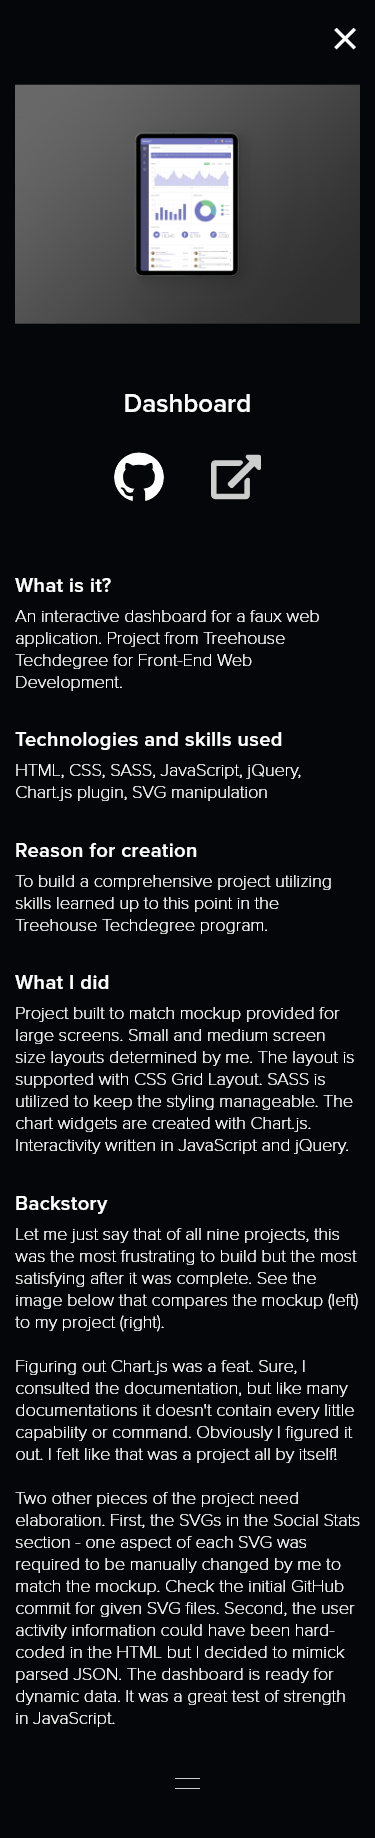 Dashboard
What is it?
An interactive dashboard for a faux web
application. Project from Treehouse
Techdegree for Front-End Web
Development.
Technologies and skills used
HTML, CSS, SASS, JavaScript, jQuery,
Chart.js plugin, SVG manipulation
Reason for creation
To build a comprehensive project utilizing
skills learned up to this point in the
Treehouse Techdegree program.
What I did
Project built to match mockup provided for
large screens. Small and medium screen
size layouts determined by me. The layout is
supported with CSS Grid Layout. SASS is
utilized to keep the styling manageable. The
chart widgets are created with Chart.js.
Interactivity written in JavaScript and jQuery.
Backstory
Let me just say that of all nine projects, this
was the most frustrating to build but the most
satisfying after it was complete. See the
image below that compares the mockup (left)
to my project (right).
Figuring out Chart.js was a feat. Sure, I
consulted the documentation, but like many
documentations it doesn't contain every little
capability or command. Obviously I figured it
out. I felt like that was a project all by itself!
Two other pieces of the project need
elaboration. First, the SVGs in the Social Stats
section - one aspect of each SVG was
required to be manually changed by me to
match the mockup. Check the initial GitHub
commit for given SVG files. Second, the user
activity information could have been hard-
coded in the HTML but I decided to mimick
parsed JSON. The dashboard is ready for
dynamic data. It was a great test of strength
in JavaScript.